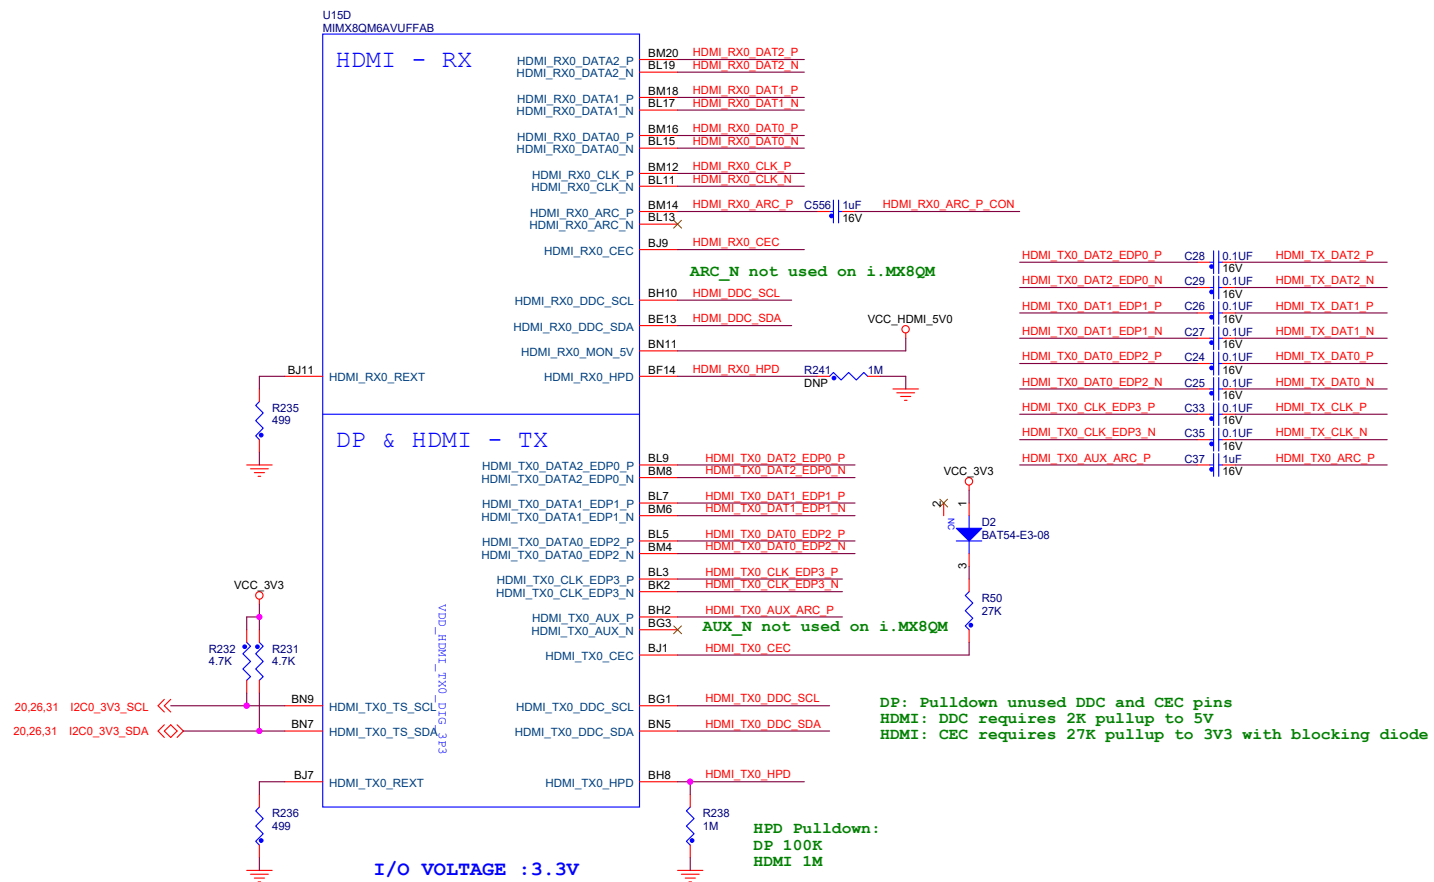 U15D
MIMX8QM6AVUFFAB
HDMI - RX
HDMI_RX0_DATA2_P BM20 HDMI_RX0_DAT2_P
HDMI_RX0_DATA2_N BL19 HDMI_RX0_DAT2_N
HDMI_RX0_DATA1_P BM18 HDMI_RX0_DAT1_P
HDMI_RX0_DATA1_N BL17 HDMI_RX0_DAT1_N
HDMI_RX0_DATA0_P BM16 HDMI_RX0_DAT0_P
HDMI_RX0_DATA0_N BL15 HDMI_RX0_DAT0_N
HDMI_RX0_CLK_P BM12 HDMI_RX0_CLK_P
HDMI_RX0_CLK_N BL11 HDMI_RX0_CLK_N
HDMI_RX0_ARC_P BM14 HDMI_RX0_ARC_P C556 1uF HDMI_RX0_ARC_P_CON
16V
HDMI_RX0_ARC_N BL13
HDMI_RX0_CEC BJ9 HDMI_RX0_CEC
ARC_N not used on i.MX8QM
HDMI_RX0_DDC_SCL BH10 HDMI_DDC_SCL
HDMI_RX0_DDC_SDA BE13 HDMI_DDC_SDA
VCC_HDMI_5V0
HDMI_RX0_MON_5V BN11
BJ11 HDMI_RX0_REXT
HDMI_RX0_HPD BF14 HDMI_RX0_HPD R241 1M
DNP
R235
499
HDMI_TX0_DAT2_EDP0_P C28 0.1UF HDMI_TX_DAT2_P
16V
HDMI_TX0_DAT2_EDP0_N C29 0.1UF HDMI_TX_DAT2_N
16V
HDMI_TX0_DAT1_EDP1_P C26 0.1UF HDMI_TX_DAT1_P
16V
HDMI_TX0_DAT1_EDP1_N C27 0.1UF HDMI_TX_DAT1_N
16V
HDMI_TX0_DAT0_EDP2_P C24 0.1UF HDMI_TX_DAT0_P
16V
HDMI_TX0_DAT0_EDP2_N C25 0.1UF HDMI_TX_DAT0_N
16V
HDMI_TX0_CLK_EDP3_P C33 0.1UF HDMI_TX_CLK_P
16V
HDMI_TX0_CLK_EDP3_N C35 0.1UF HDMI_TX_CLK_N
16V
HDMI_TX0_AUX_ARC_P C37 1uF HDMI_TX0_ARC_P
16V
DP & HDMI - TX
HDMI_TX0_DATA2_EDP0_P BL9 HDMI_TX0_DAT2_EDP0_P
HDMI_TX0_DATA2_EDP0_N BM8 HDMI_TX0_DAT2_EDP0_N
HDMI_TX0_DATA1_EDP1_P BL7 HDMI_TX0_DAT1_EDP1_P
HDMI_TX0_DATA1_EDP1_N BM6 HDMI_TX0_DAT1_EDP1_N
HDMI_TX0_DATA0_EDP2_P BL5 HDMI_TX0_DAT0_EDP2_P
HDMI_TX0_DATA0_EDP2_N BM4 HDMI_TX0_DAT0_EDP2_N
HDMI_TX0_CLK_EDP3_P BL3 HDMI_TX0_CLK_EDP3_P
HDMI_TX0_CLK_EDP3_N BK2 HDMI_TX0_CLK_EDP3_N
HDMI_TX0_AUX_P BH2 HDMI_TX0_AUX_ARC_P
HDMI_TX0_AUX_N BG3
AUX_N not used on i.MX8QM
HDMI_TX0_CEC BJ1 HDMI_TX0_CEC
VCC_3V3
2
1
NC
D2
BAT54-E3-08
3
R50
27K
VCC_3V3
R232
4.7K
R231
4.7K
VDD_HDMI_TX0_DIG_3P3
20,26,31 I2C0_3V3_SCL BN9 HDMI_TX0_TS_SCL
20,26,31 I2C0_3V3_SDA BN7 HDMI_TX0_TS_SDA
HDMI_TX0_DDC_SCL BG1 HDMI_TX0_DDC_SCL
HDMI_TX0_DDC_SDA BN5 HDMI_TX0_DDC_SDA
DP: Pulldown unused DDC and CEC pins
HDMI: DDC requires 2K pullup to 5V
HDMI: CEC requires 27K pullup to 3V3 with blocking diode
BJ7 HDMI_TX0_REXT
HDMI_TX0_HPD BH8 HDMI_TX0_HPD
R236
499
R238
1M
HPD Pulldown:
DP 100K
HDMI 1M
I/O VOLTAGE :3.3V